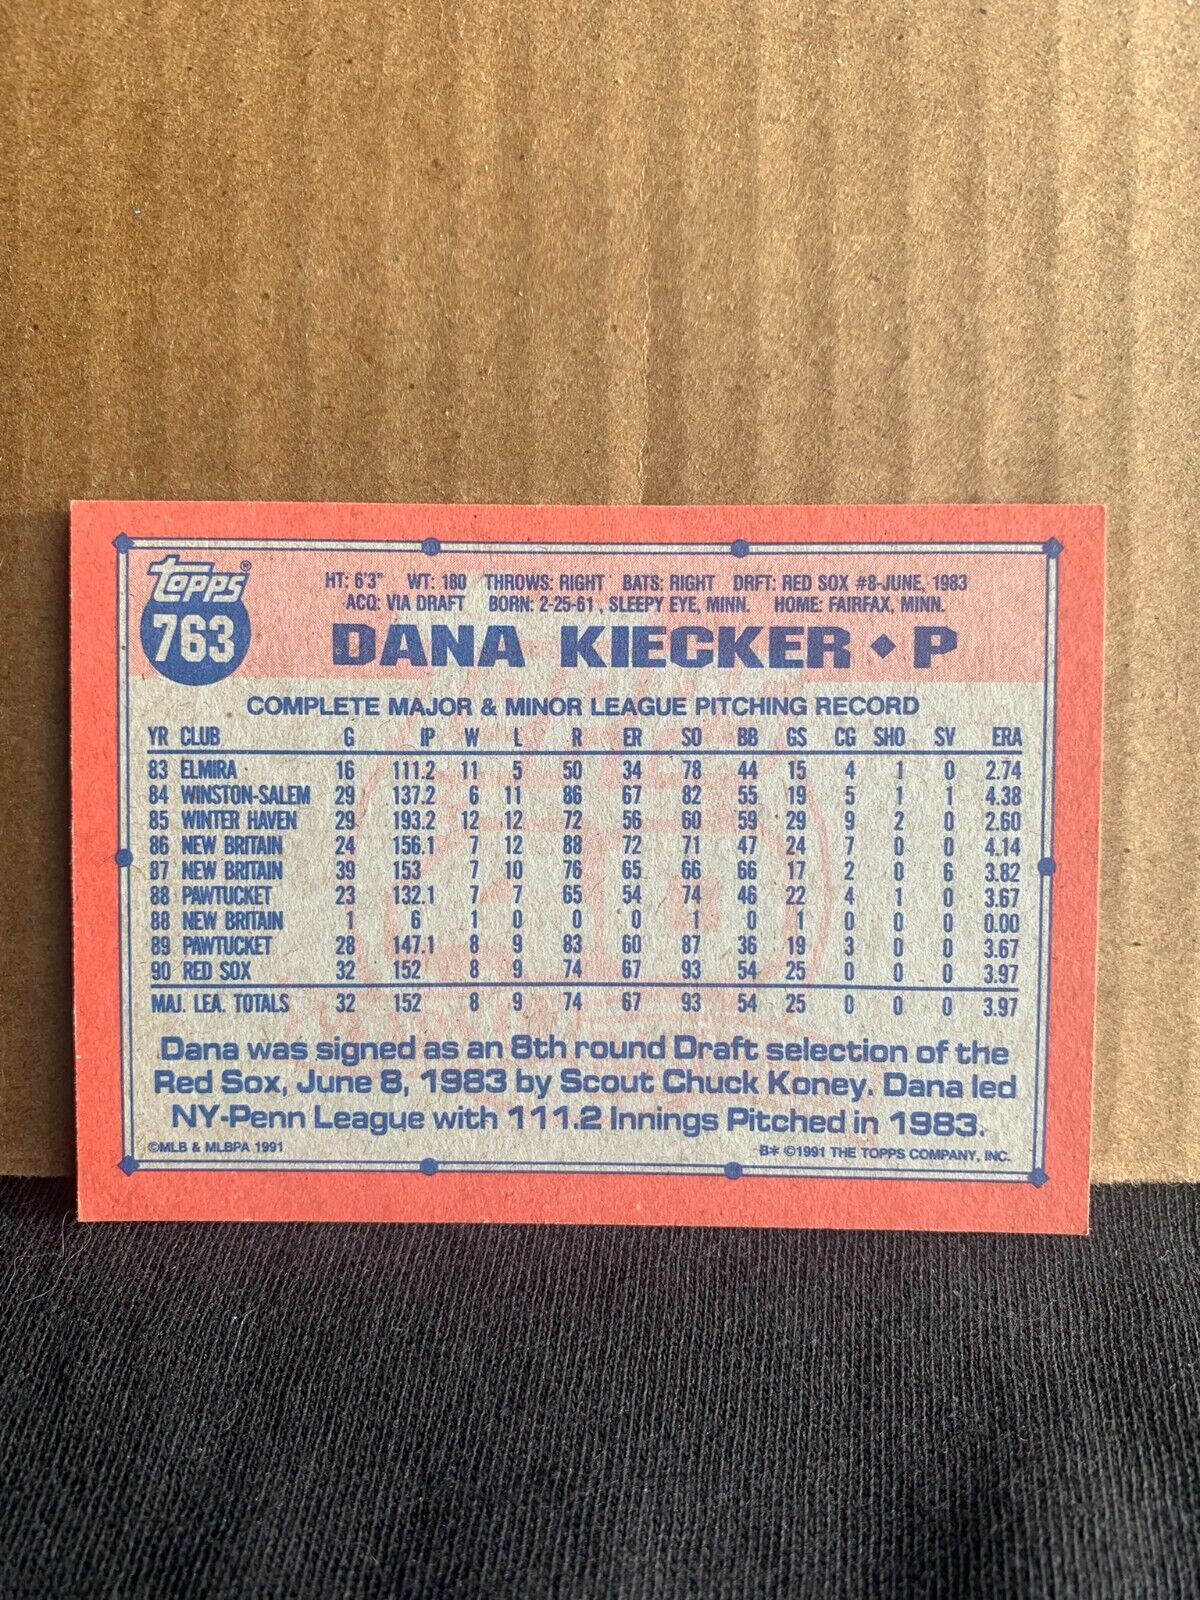 Topps®
763
HT: 6'3" WT: 180 THROWS: RIGHT BATS: RIGHT DRFT: RED SOX #8-JUNE, 1983
ACQ: VIA DRAFT BORN: 2-25-61, SLEEPY EYE, MINN. HOME: FAIRFAX, MINN.
DANA KIECKER ◆ P
COMPLETE MAJOR & MINOR LEAGUE PITCHING RECORD
YR CLUB G IP W L R ER SO BB GS CG SHO SV ERA
83 ELMIRA 16 111.2 11 5 50 34 78 44 15 4 1 0 2.74
84 WINSTON-SALEM 29 137.2 6 11 86 67 82 55 19 5 1 1 4.38
85 WINTER HAVEN 29 193.2 12 12 72 56 60 59 29 9 2 0 2.60
86 NEW BRITAIN 24 156.1 7 12 88 72 71 47 24 7 0 0 4.14
87 NEW BRITAIN 39 153 7 10 76 65 66 66 17 2 0 6 3.82
88 PAWTUCKET 23 132.1 7 7 65 54 74 46 22 4 1 0 3.67
88 NEW BRITAIN 1 6 1 0 0 0 1 0 1 0 0 0 0.00
89 PAWTUCKET 28 147.1 8 9 83 60 87 36 19 3 0 0 3.67
90 RED SOX 32 152 8 9 74 67 93 54 25 0 0 0 3.97
MAJ. LEA. TOTALS 32 152 8 9 74 67 93 54 25 0 0 0 3.97
Dana was signed as an 8th round Draft selection of the
Red Sox, June 8, 1983 by Scout Chuck Koney. Dana led
NY-Penn League with 111.2 Innings Pitched in 1983.
©MLB & MLBPA 1991 B* ©1991 THE TOPPS COMPANY, INC.